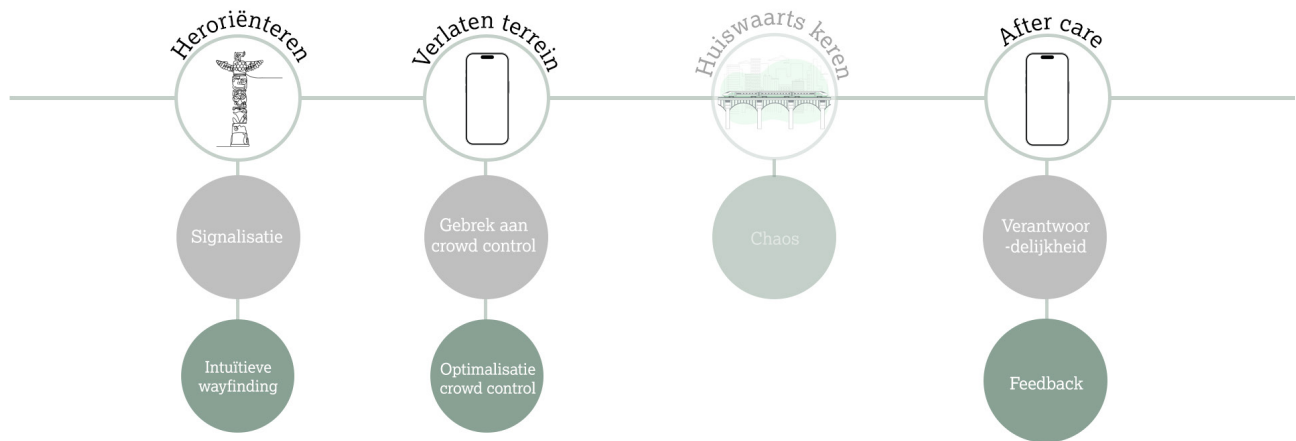 Heroriënteren
Verlaten terrein
Huiswaarts keren
After care
Signalisatie
Gebrek aan
crowd control
Chaos
Verantwoor
-delijkheid
Intuïtieve
wayfinding
Optimalisatie
crowd control
Feedback